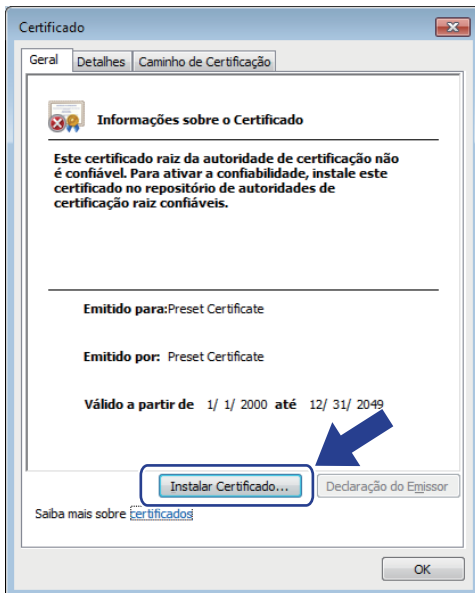 Certificado
Geral Detalhes Caminho de Certificação
Informações sobre o Certificado
Este certificado raiz da autoridade de certificação não
é confiável. Para ativar a confiabilidade, instale este
certificado no repositório de autoridades de
certificação raiz confiáveis.
Emitido para:Preset Certificate
Emitido por: Preset Certificate
Válido a partir de 1/ 1/ 2000 até 12/ 31/ 2049
Instalar Certificado... Declaração do Emissor
Saiba mais sobre certificados
OK